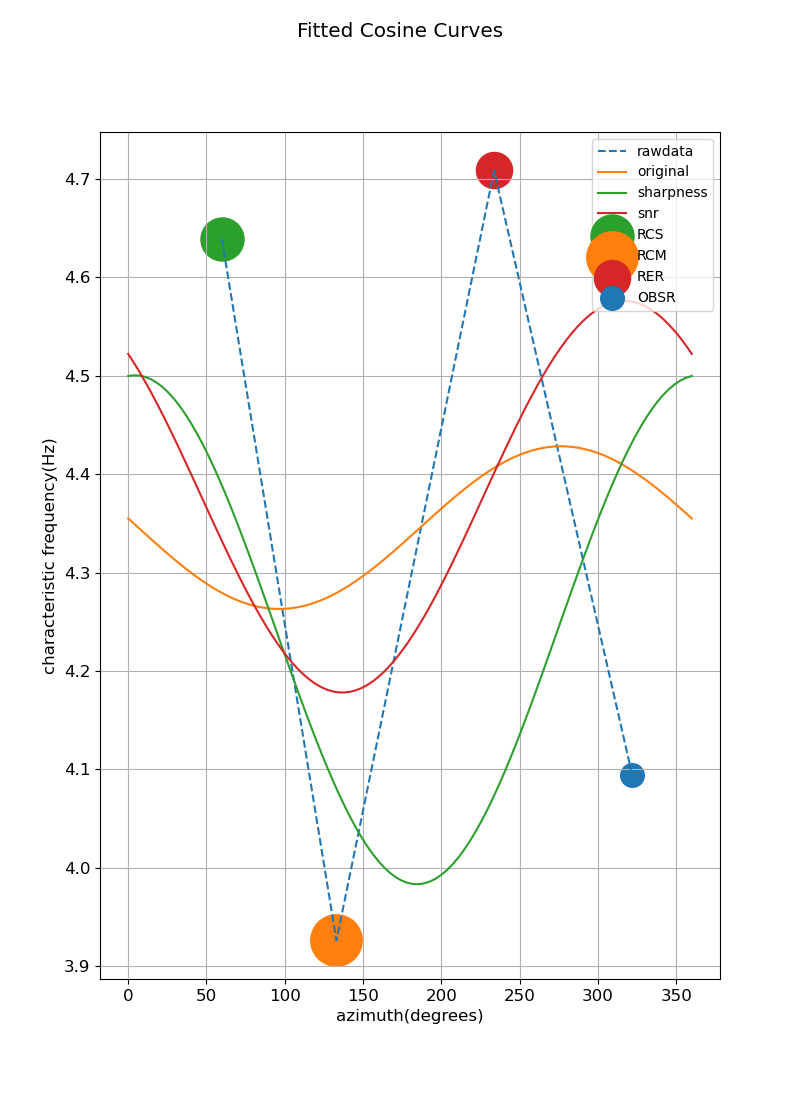 Fitted Cosine Curves
rawdata
original
sharpness
snr
RCS
RCM
RER
OBSR
characteristic frequency(Hz)
4.7
4.6
4.5
4.4
4.3
4.2
4.1
4.0
3.9
0 50 100 150 200 250 300 350
azimuth(degrees)